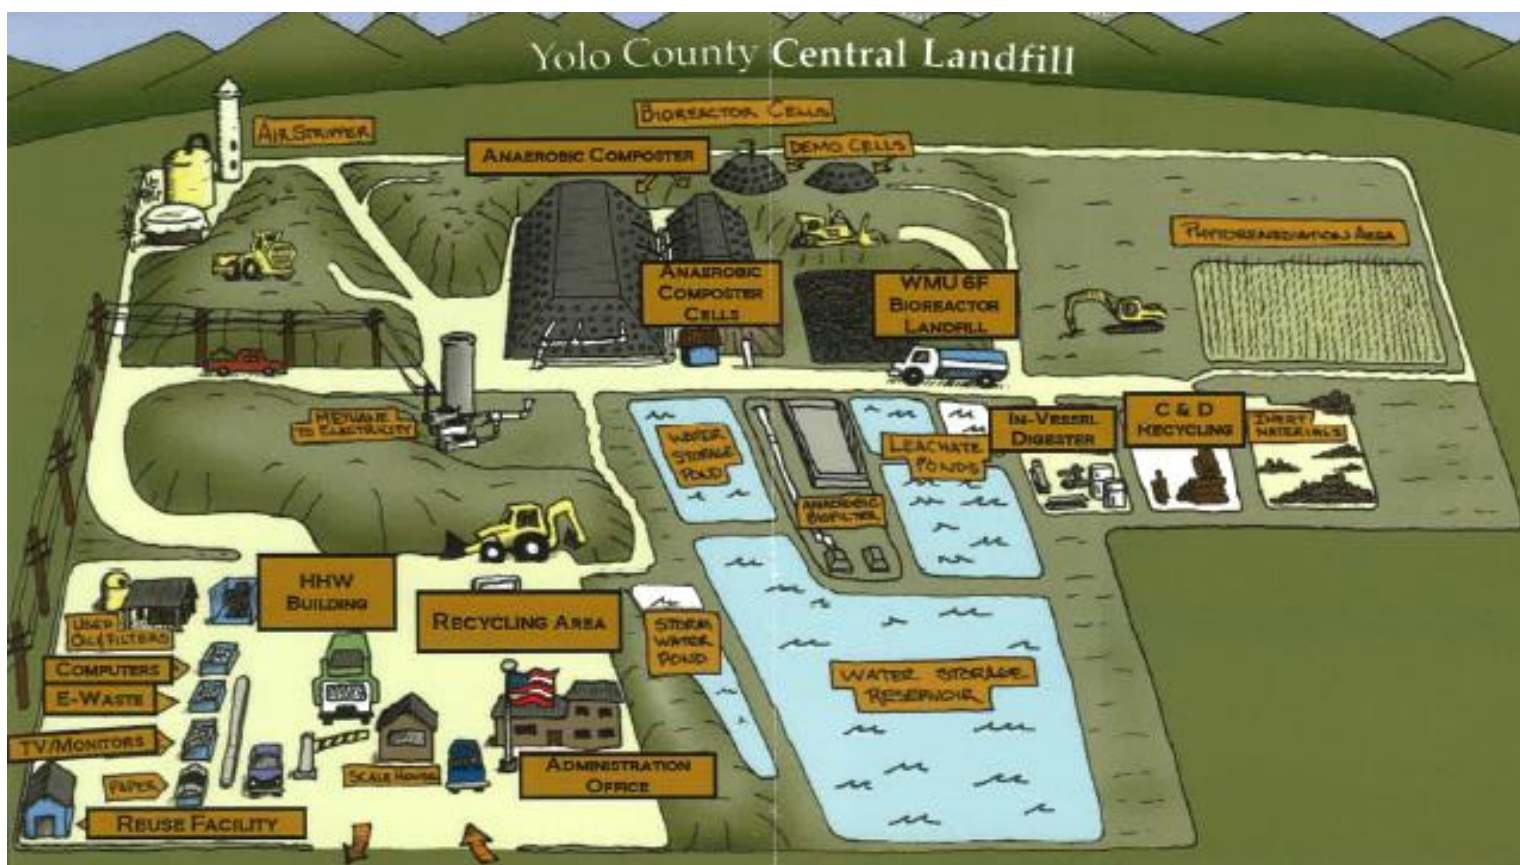 Yolo County Central Landfill
AIR STRIPPER
BIOREACTOR CELLS
ANAEROBIC COMPOSTER
DEMO CELLS
PHYTOREMEDIATION AREA
ANAEROBIC
COMPOSTER
CELLS
WMU 6F
BIOREACTOR
LANDFILL
METHANE
TO ELECTRICITY
WATER
STORAGE
POND
LEACHATE
PONDS
IN-VESSEL
DIGESTER
C & D
RECYCLING
INERT
MATERIALS
ANAEROBIC
BIOFILTER
HHW
BUILDING
RECYCLING AREA
USED
OIL FILTERS
STORM
WATER
POND
COMPUTERS
E-WASTE
WATER STORAGE
RESERVOIR
TV/MONITORS
SCALE HOUSE
ADMINISTRATION
OFFICE
PAPER
REUSE FACILITY